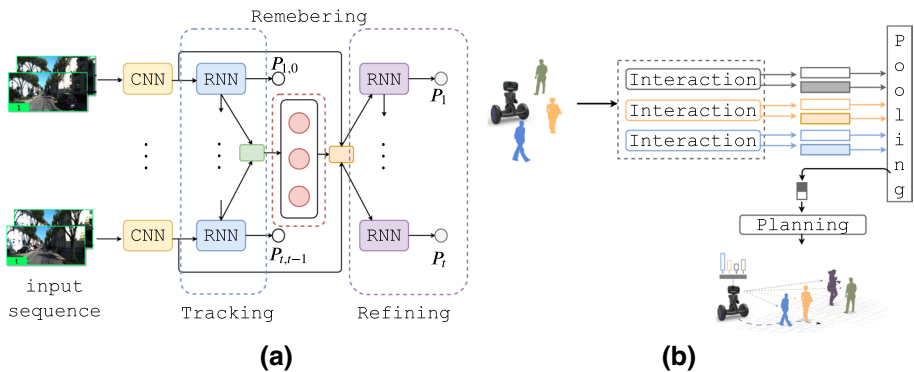 Remebering
CNN
RNN
P1,0
RNN
P1
CNN
RNN
Pt,t−1
RNN
Pt
input
sequence
Tracking
Refining
(a)
Interaction
Interaction
Interaction
Pooling
Planning
(b)